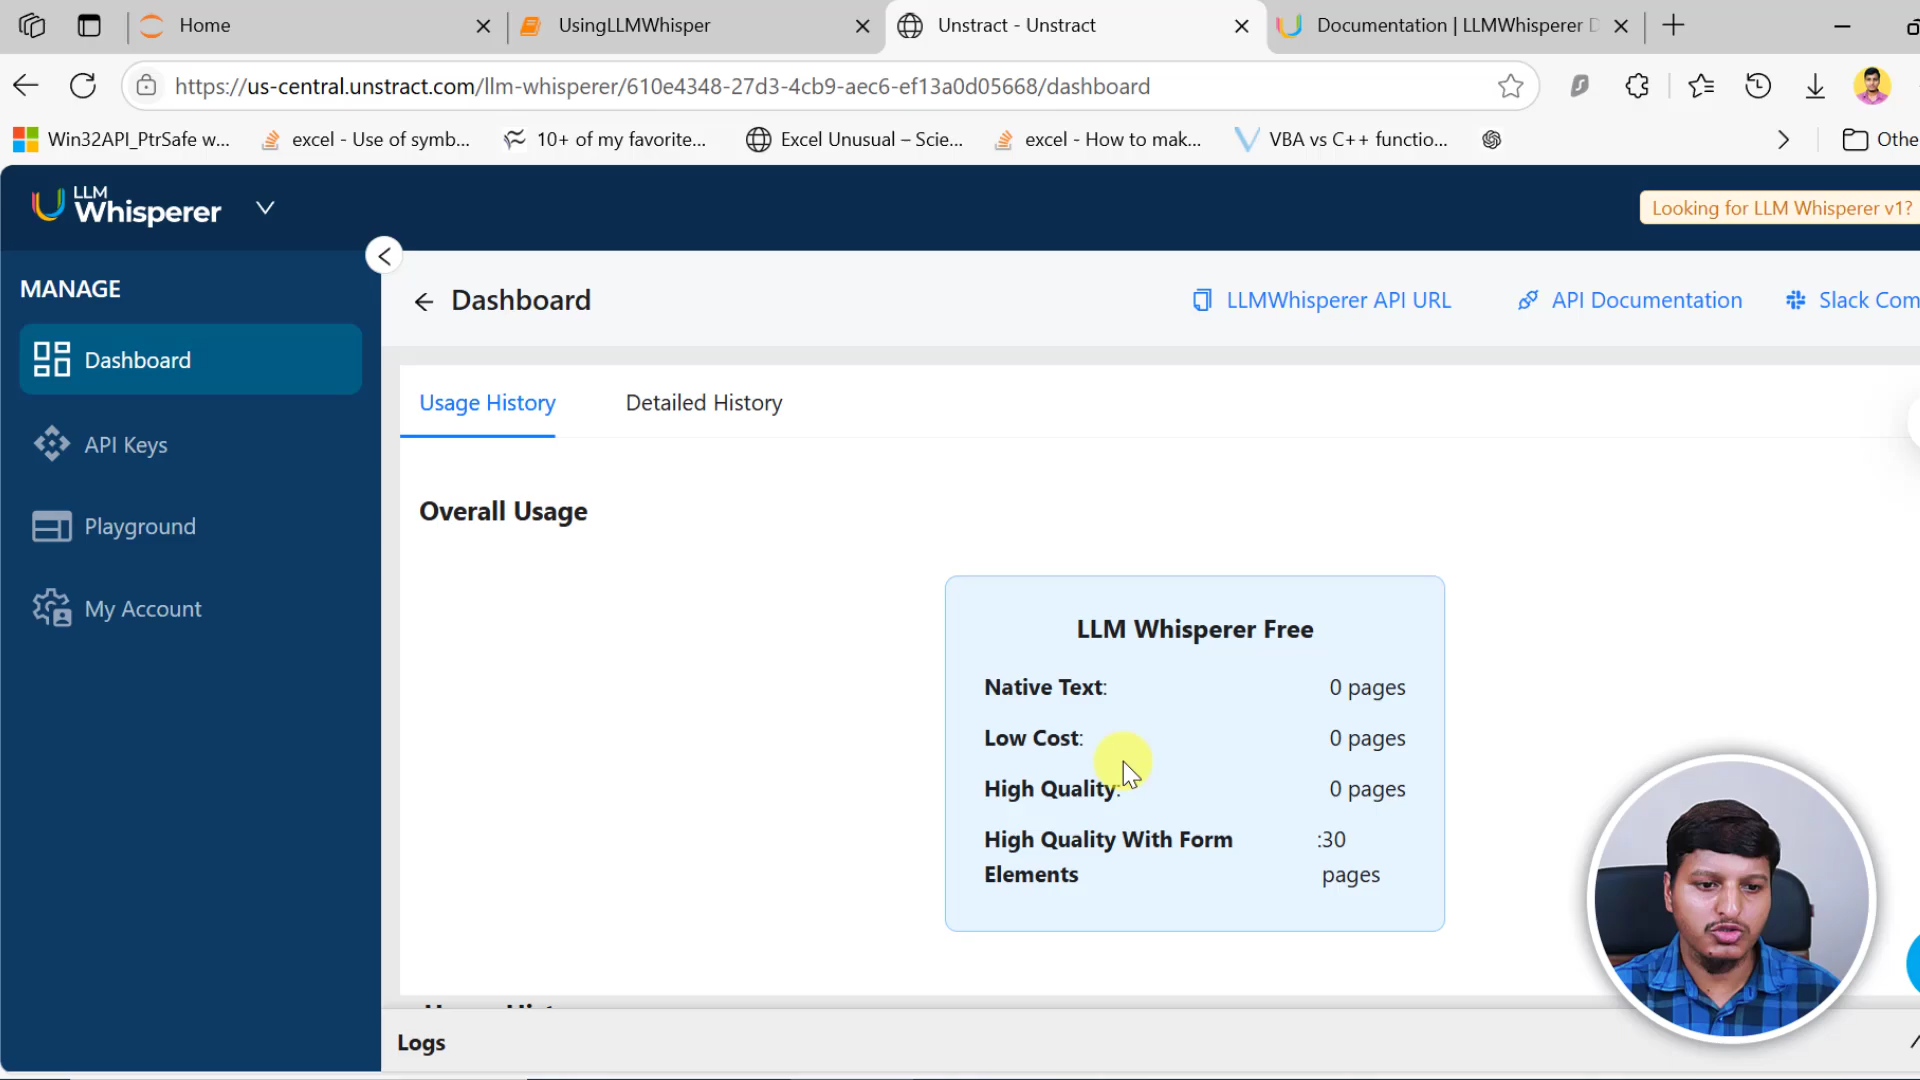 Home
UsingLLMWhisper
Unstract - Unstract
Documentation | LLMWhisperer D
https://us-central.unstract.com/llm-whisperer/610e4348-27d3-4cb9-aec6-ef13a0d05668/dashboard
Win32API_PtrSafe w...
excel - Use of symb...
10+ of my favorite...
Excel Unusual – Scie...
excel - How to mak...
VBA vs C++ functio...
Othe
LLM
Whisperer
Looking for LLM Whisperer v1?
MANAGE
Dashboard
API Keys
Playground
My Account
Dashboard
LLMWhisperer API URL
API Documentation
Slack Com
Usage History
Detailed History
Overall Usage
LLM Whisperer Free
Native Text: 0 pages
Low Cost: 0 pages
High Quality: 0 pages
High Quality With Form :30
Elements pages
Logs